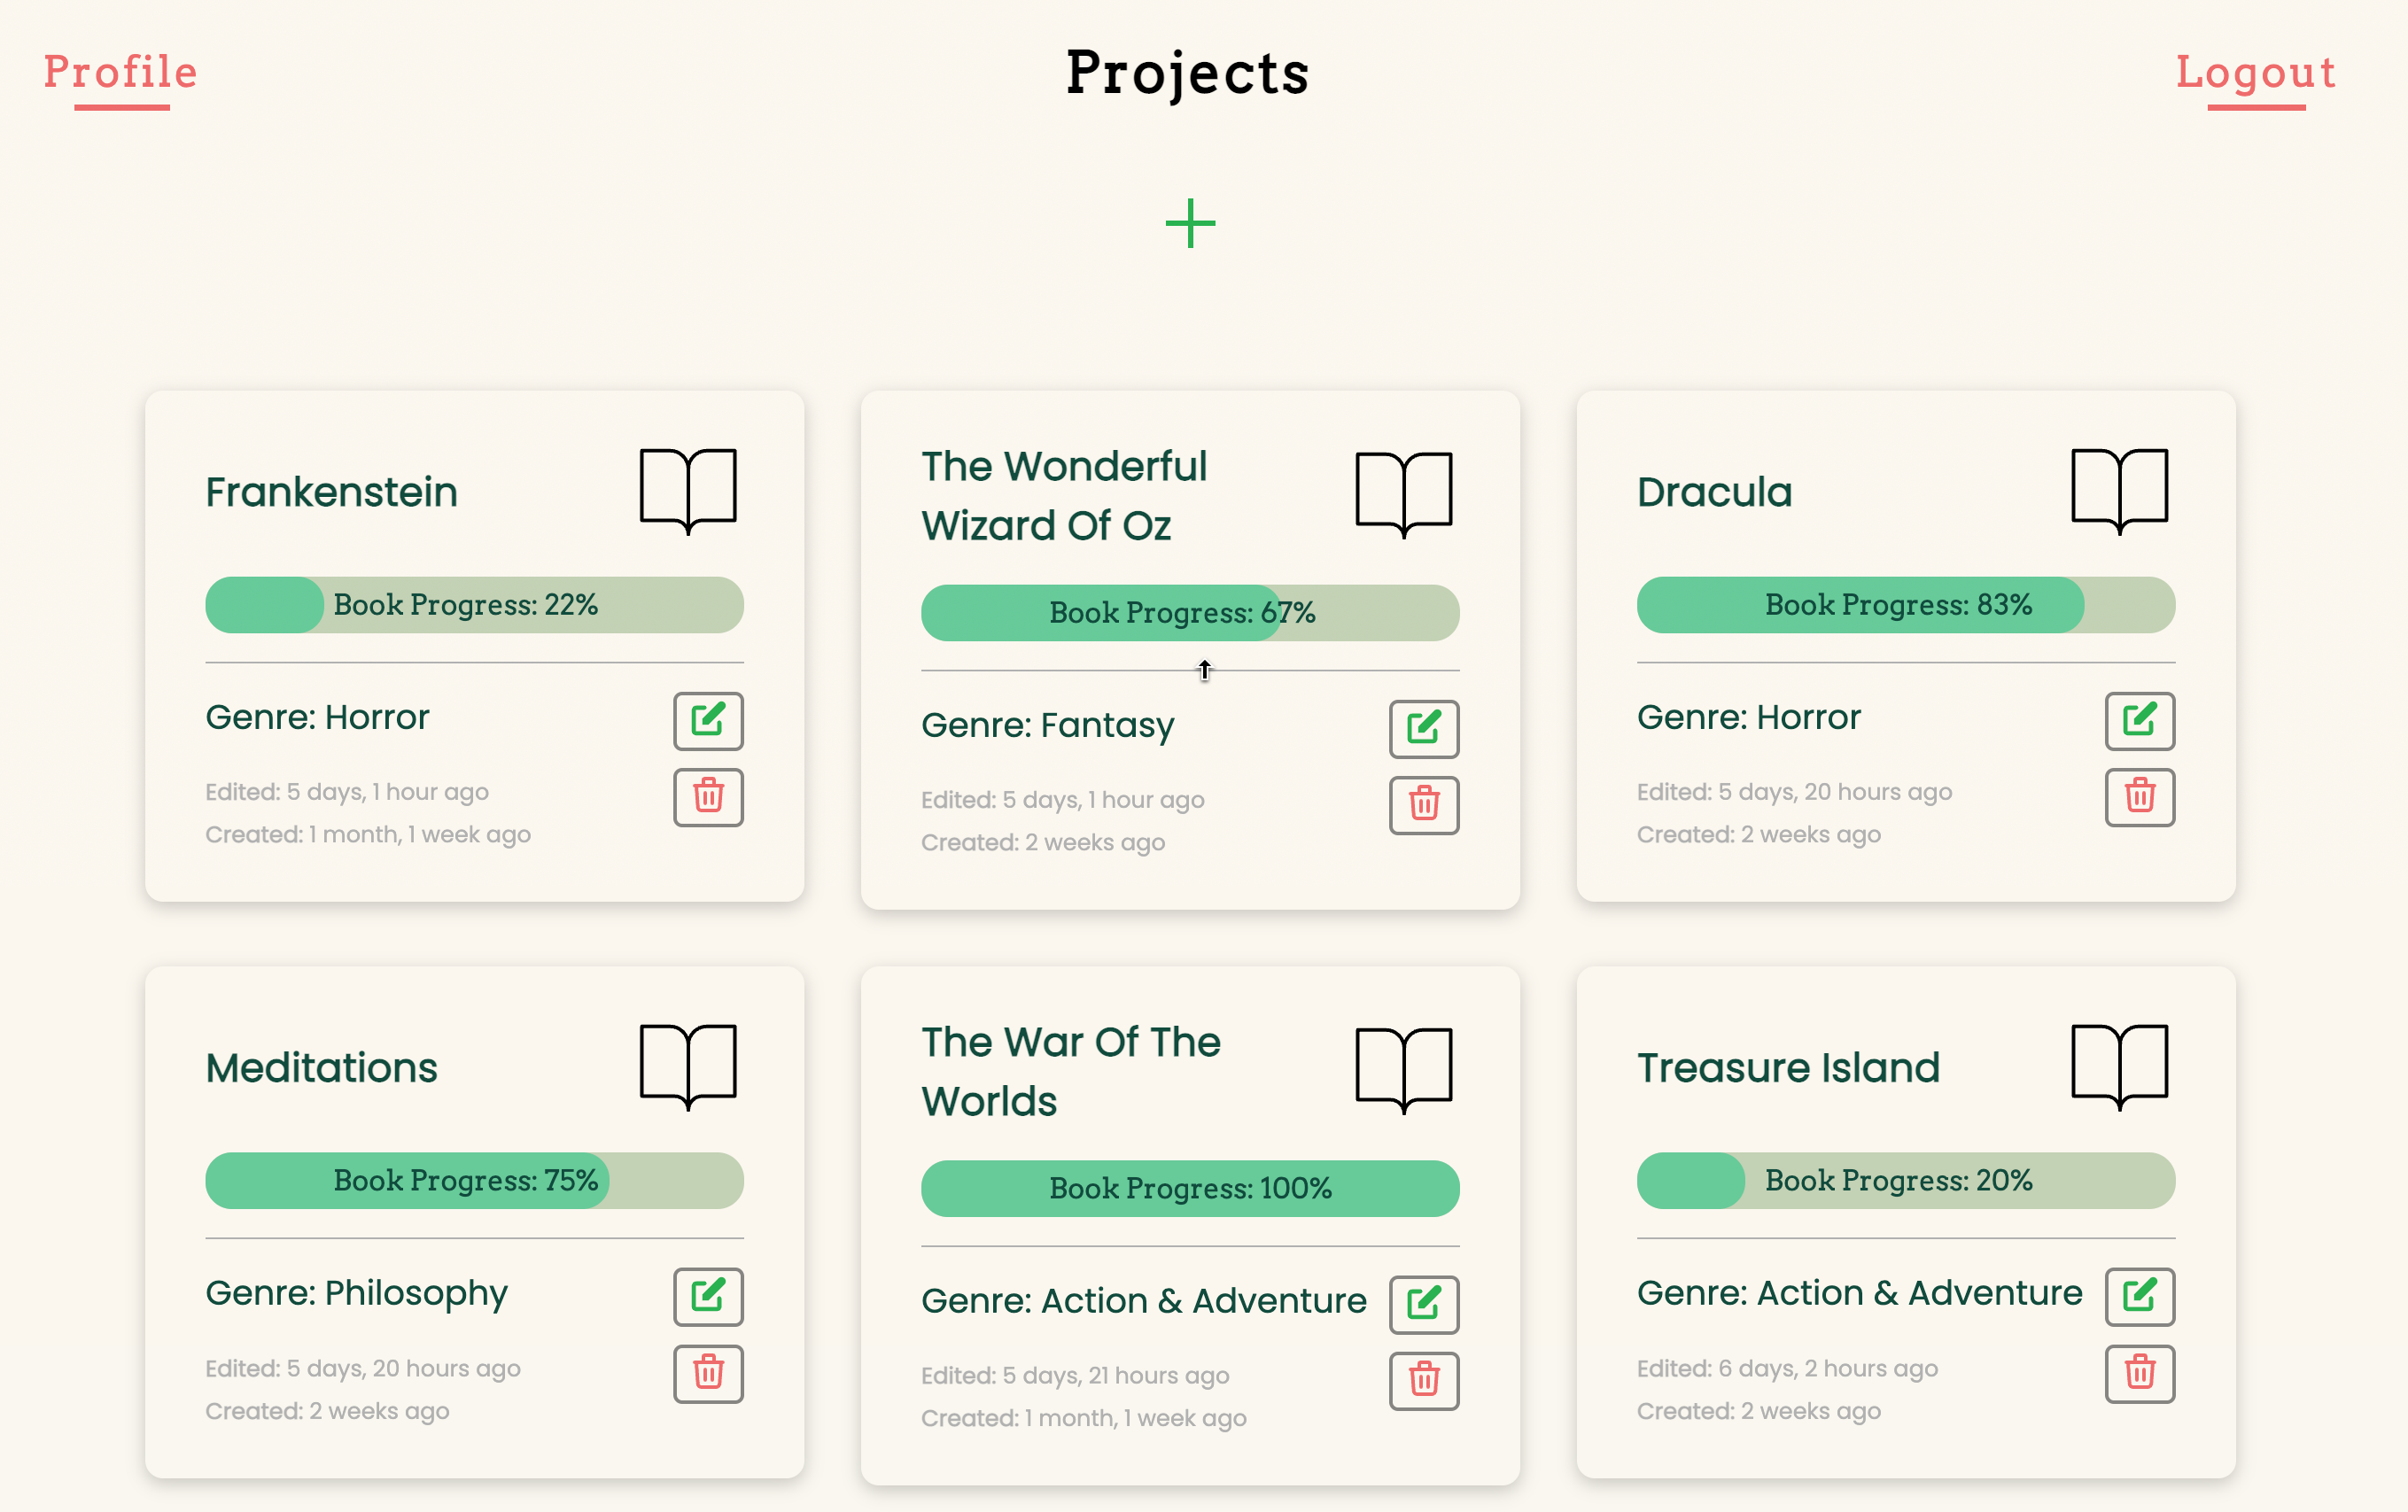 Profile
Projects
Logout
Frankenstein
Book Progress: 22%
Genre: Horror
Edited: 5 days, 1 hour ago
Created: 1 month, 1 week ago
The Wonderful
Wizard Of Oz
Book Progress: 67%
Genre: Fantasy
Edited: 5 days, 1 hour ago
Created: 2 weeks ago
Dracula
Book Progress: 83%
Genre: Horror
Edited: 5 days, 20 hours ago
Created: 2 weeks ago
Meditations
Book Progress: 75%
Genre: Philosophy
Edited: 5 days, 20 hours ago
Created: 2 weeks ago
The War Of The
Worlds
Book Progress: 100%
Genre: Action & Adventure
Edited: 5 days, 21 hours ago
Created: 1 month, 1 week ago
Treasure Island
Book Progress: 20%
Genre: Action & Adventure
Edited: 6 days, 2 hours ago
Created: 2 weeks ago